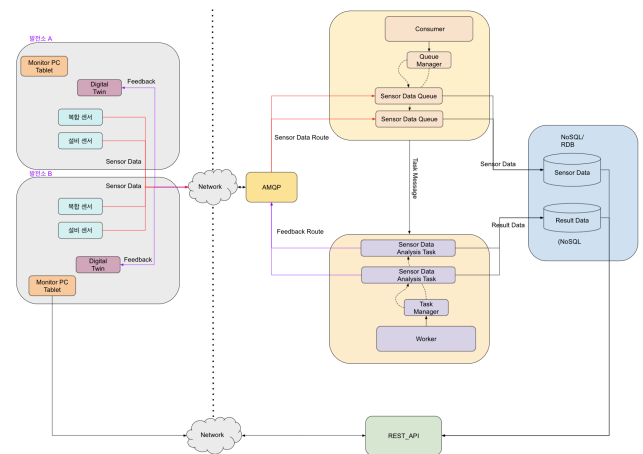 발전소 A
Monitor PC
Tablet
Digital
Twin
Feedback
복합 센서
설비 센서
Sensor Data
발전소 B
Sensor Data
복합 센서
설비 센서
Feedback
Digital
Twin
Monitor PC
Tablet
Network
AMQP
Sensor Data Route
Feedback Route
Consumer
Queue
Manager
Sensor Data Queue
Sensor Data Queue
Task Message
Sensor Data
Analysis Task
Sensor Data
Analysis Task
Task
Manager
Worker
Sensor Data
Result Data
NoSQL/
RDB
Sensor Data
Result Data
(NoSQL
Network
REST_API